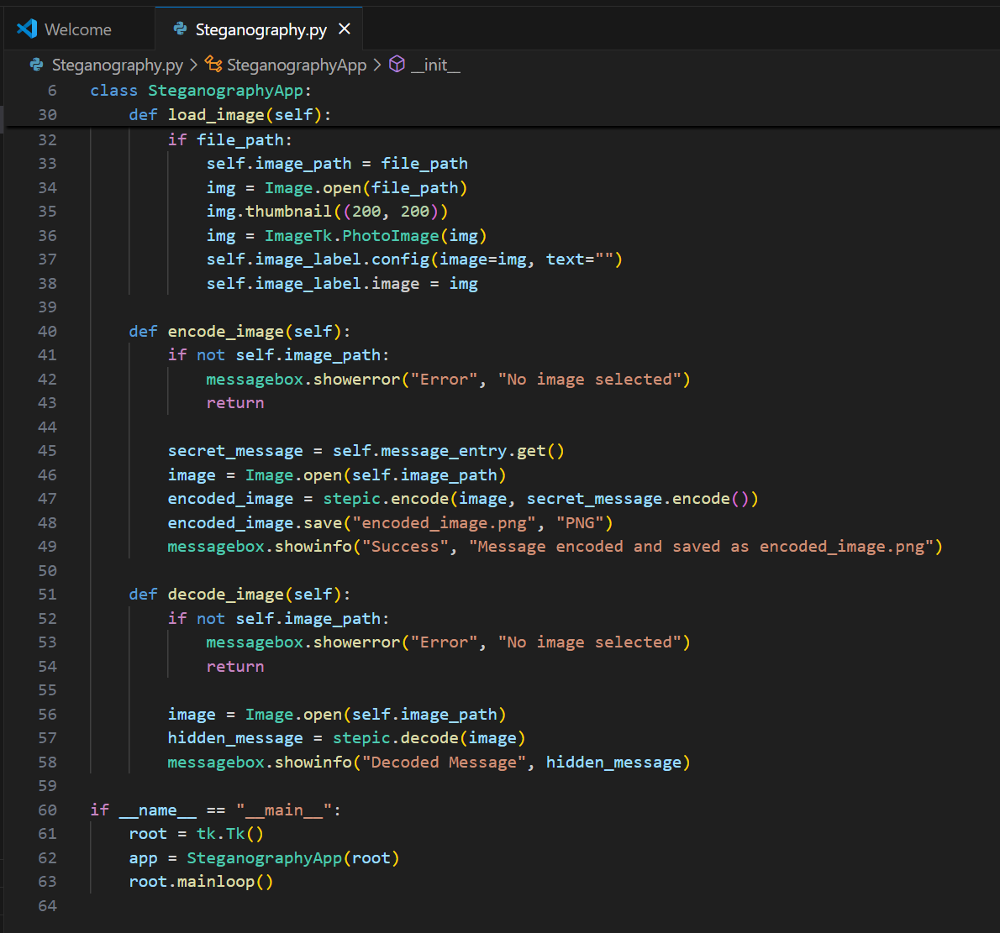 Welcome
Steganography.py
Steganography.py > SteganographyApp > __init__
6 class SteganographyApp:
30     def load_image(self):
32         if file_path:
33             self.image_path = file_path
34             img = Image.open(file_path)
35             img.thumbnail((200, 200))
36             img = ImageTk.PhotoImage(img)
37             self.image_label.config(image=img, text="")
38             self.image_label.image = img
39
40     def encode_image(self):
41         if not self.image_path:
42             messagebox.showerror("Error", "No image selected")
43             return
44
45         secret_message = self.message_entry.get()
46         image = Image.open(self.image_path)
47         encoded_image = stepic.encode(image, secret_message.encode())
48         encoded_image.save("encoded_image.png", "PNG")
49         messagebox.showinfo("Success", "Message encoded and saved as encoded_image.png")
50
51     def decode_image(self):
52         if not self.image_path:
53             messagebox.showerror("Error", "No image selected")
54             return
55
56         image = Image.open(self.image_path)
57         hidden_message = stepic.decode(image)
58         messagebox.showinfo("Decoded Message", hidden_message)
59
60 if __name__ == "__main__":
61     root = tk.Tk()
62     app = SteganographyApp(root)
63     root.mainloop()
64